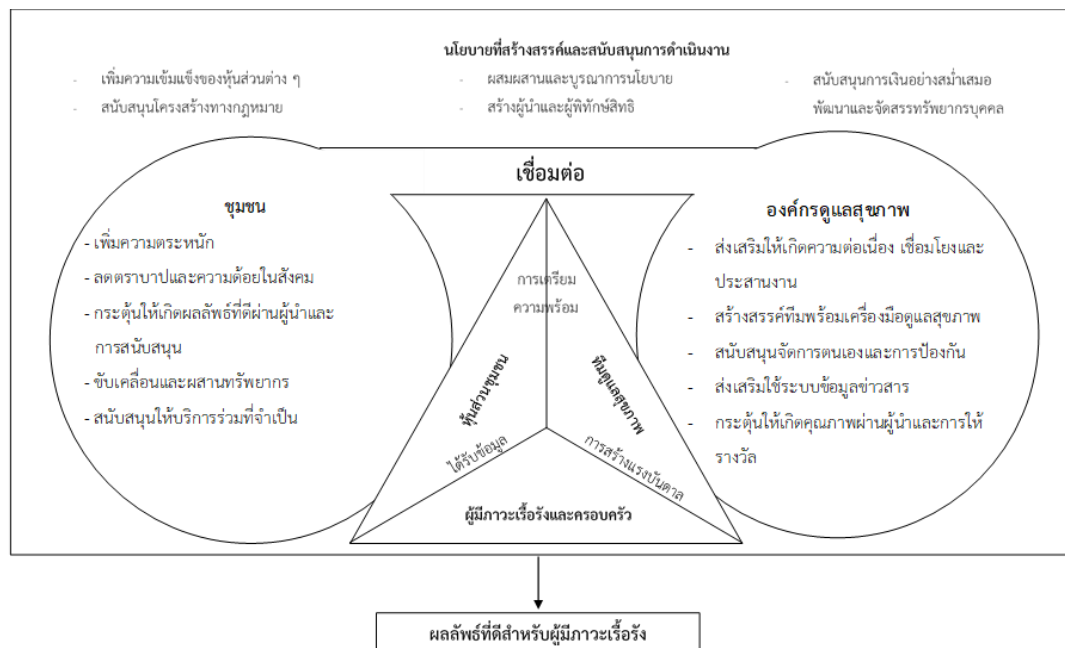 นโยบายที่สร้างสรรค์และสนับสนุนการดำเนินงาน
- เพิ่มความเข้มแข็งของหุ้นส่วนต่าง ๆ
- สนับสนุนโครงสร้างทางกฎหมาย
- ผสมผสานและบูรณาการนโยบาย
- สร้างผู้นำและผู้พิทักษ์สิทธิ
- สนับสนุนการเงินอย่างสม่ำเสมอ
พัฒนาและจัดสรรทรัพยากรบุคคล
เชื่อมต่อ
ชุมชน
- เพิ่มความตระหนัก
- ลดตราบาปและความด้อยในสังคม
- กระตุ้นให้เกิดผลลัพธ์ที่ดีผ่านผู้นำและ
การสนับสนุน
- ขับเคลื่อนและผสานทรัพยากร
- สนับสนุนให้บริการร่วมที่จำเป็น
การเตรียม
ความพร้อม
หุ้นส่วนชุมชน
ทีมดูแลสุขภาพ
ได้รับข้อมูล
การสร้างแรงบันดาล
ผู้มีภาวะเรื้อรังและครอบครัว
องค์กรดูแลสุขภาพ
- ส่งเสริมให้เกิดความต่อเนื่อง เชื่อมโยงและ
ประสานงาน
- สร้างสรรค์ทีมพร้อมเครื่องมือดูแลสุขภาพ
- สนับสนุนจัดการตนเองและการป้องกัน
- ส่งเสริมใช้ระบบข้อมูลข่าวสาร
- กระตุ้นให้เกิดคุณภาพผ่านผู้นำและการให้
รางวัล
ผลลัพธ์ที่ดีสำหรับผู้มีภาวะเรื้อรัง